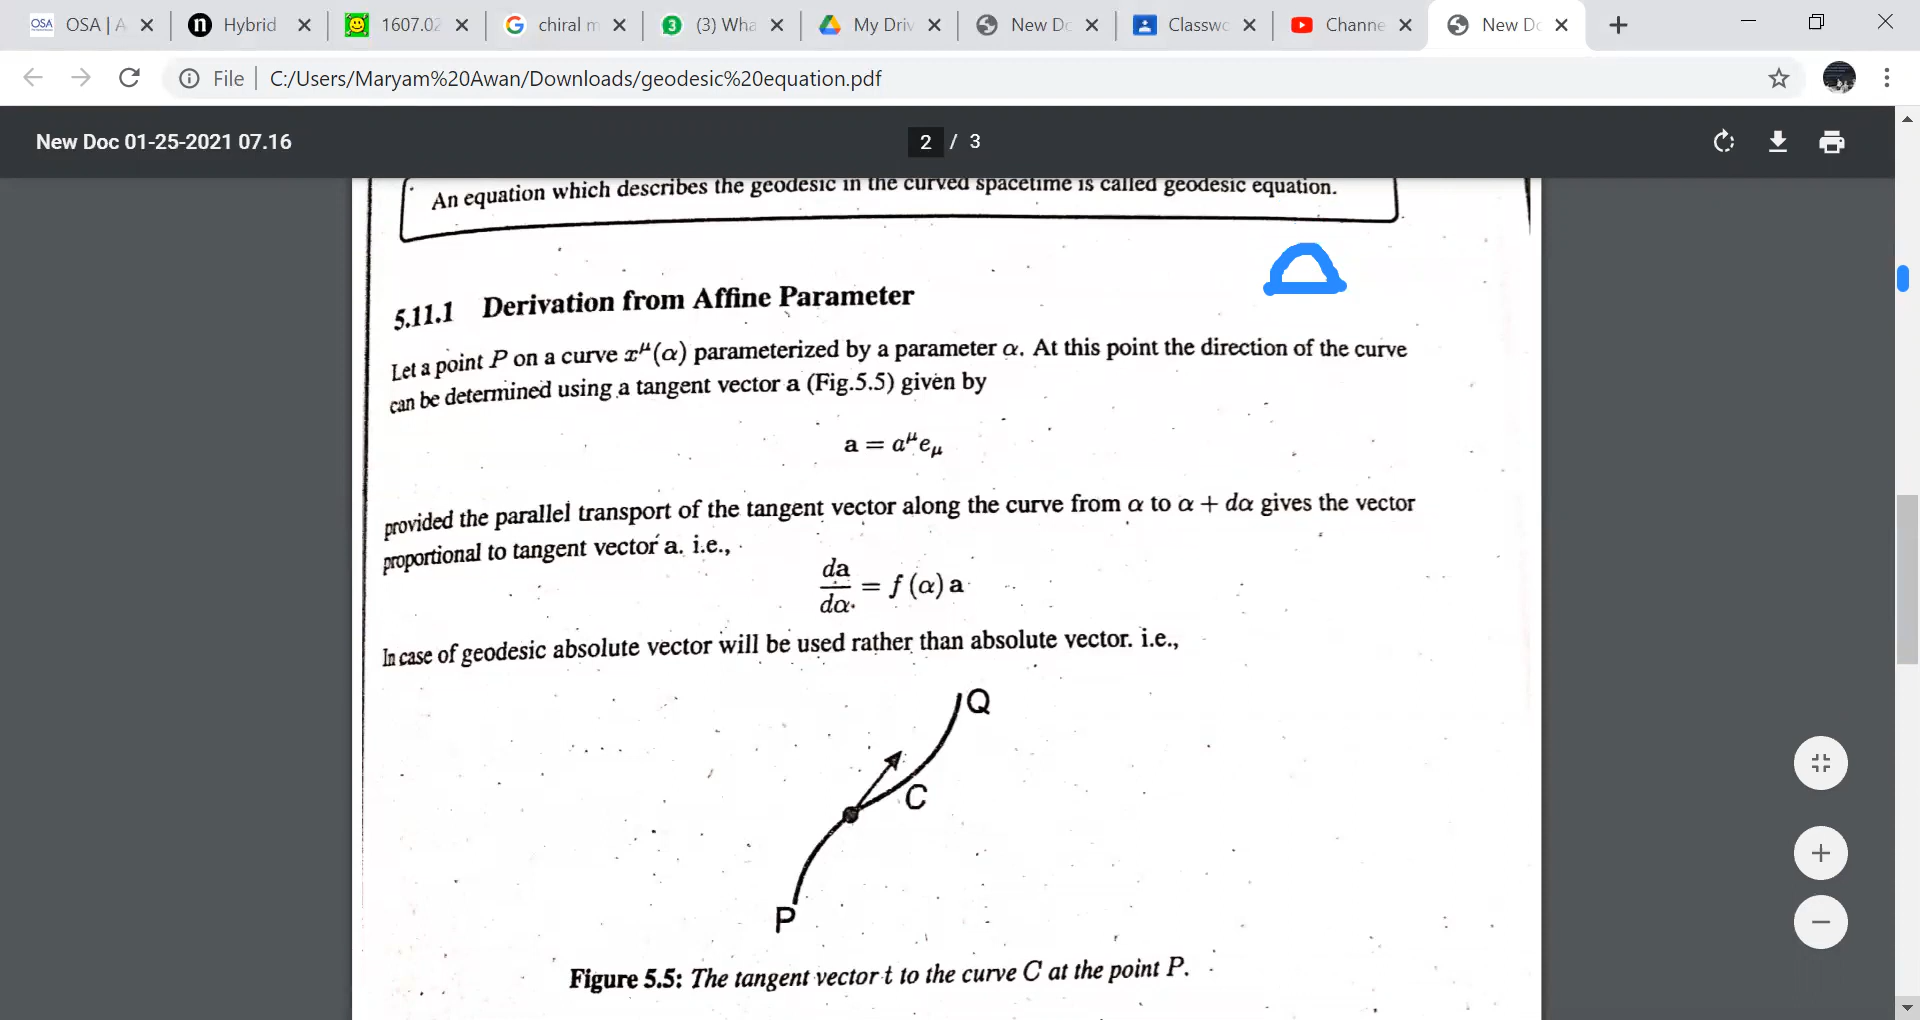 OSA | A
Hybrid
1607.02
chiral m
(3) Wha
My Driv
New Do
Classwo
Channe
New Do
File
C:/Users/Maryam%20Awan/Downloads/geodesic%20equation.pdf
New Doc 01-25-2021 07.16
2 / 3
An equation which describes the geodesic in the curved spacetime is called geodesic equation.
5.11.1 Derivation from Affine Parameter
Let a point P on a curve x^μ(α) parameterized by a parameter α. At this point the direction of the curve
can be determined using a tangent vector a (Fig.5.5) given by
a = a^μ e_μ
provided the parallel transport of the tangent vector along the curve from α to α + dα gives the vector
proportional to tangent vector a. i.e.,
da/dα = f (α) a
In case of geodesic absolute vector will be used rather than absolute vector. i.e.,
Q
C
P
Figure 5.5: The tangent vector t to the curve C at the point P.